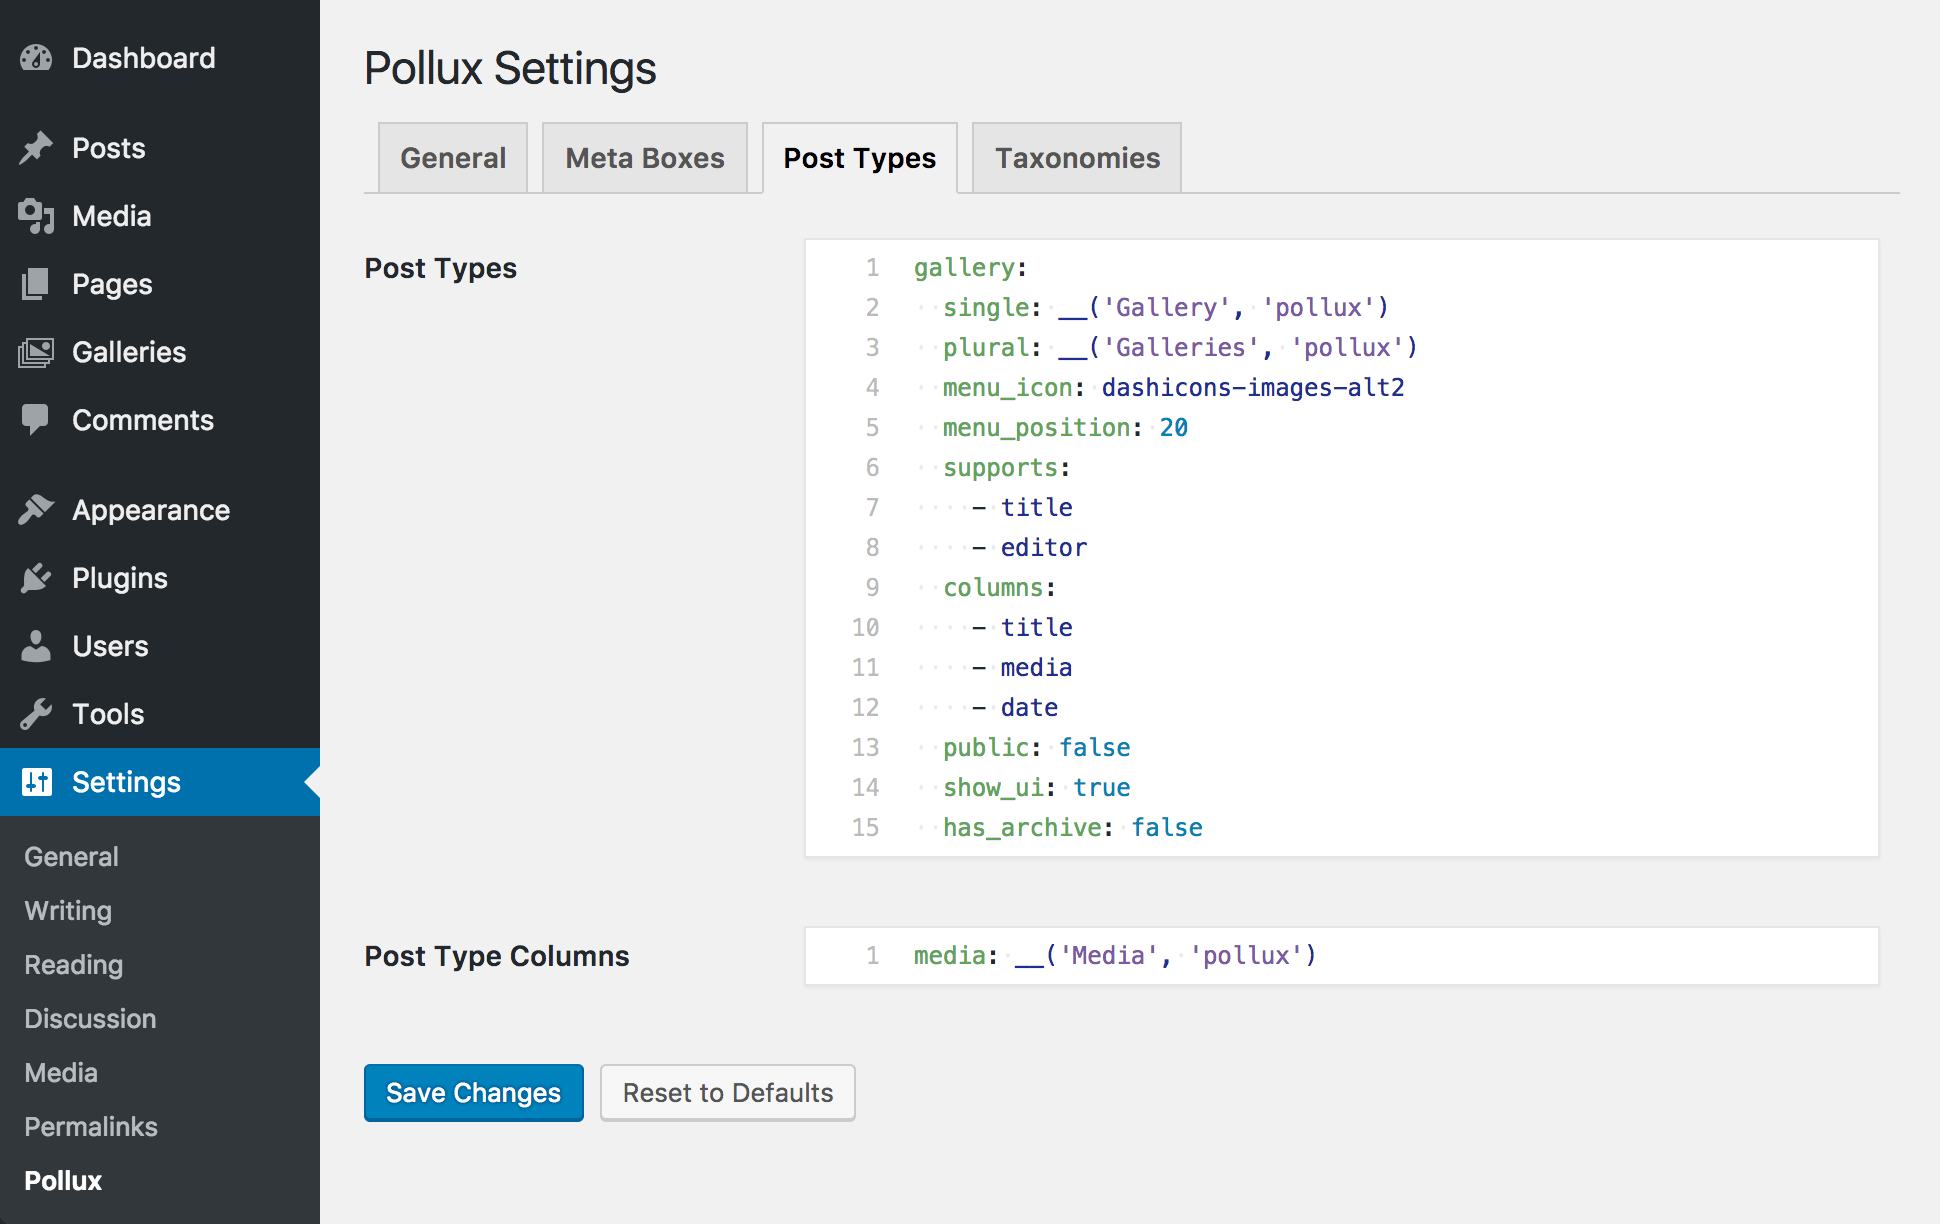 Dashboard
Posts
Media
Pages
Galleries
Comments
Appearance
Plugins
Users
Tools
Settings
General
Writing
Reading
Discussion
Media
Permalinks
Pollux
Pollux Settings
General Meta Boxes Post Types Taxonomies
Post Types
1 gallery:
2   single: __('Gallery', 'pollux')
3   plural: __('Galleries', 'pollux')
4   menu_icon: dashicons-images-alt2
5   menu_position: 20
6   supports:
7     - title
8     - editor
9   columns:
10     - title
11     - media
12     - date
13   public: false
14   show_ui: true
15   has_archive: false
Post Type Columns
1 media: __('Media', 'pollux')
Save Changes Reset to Defaults